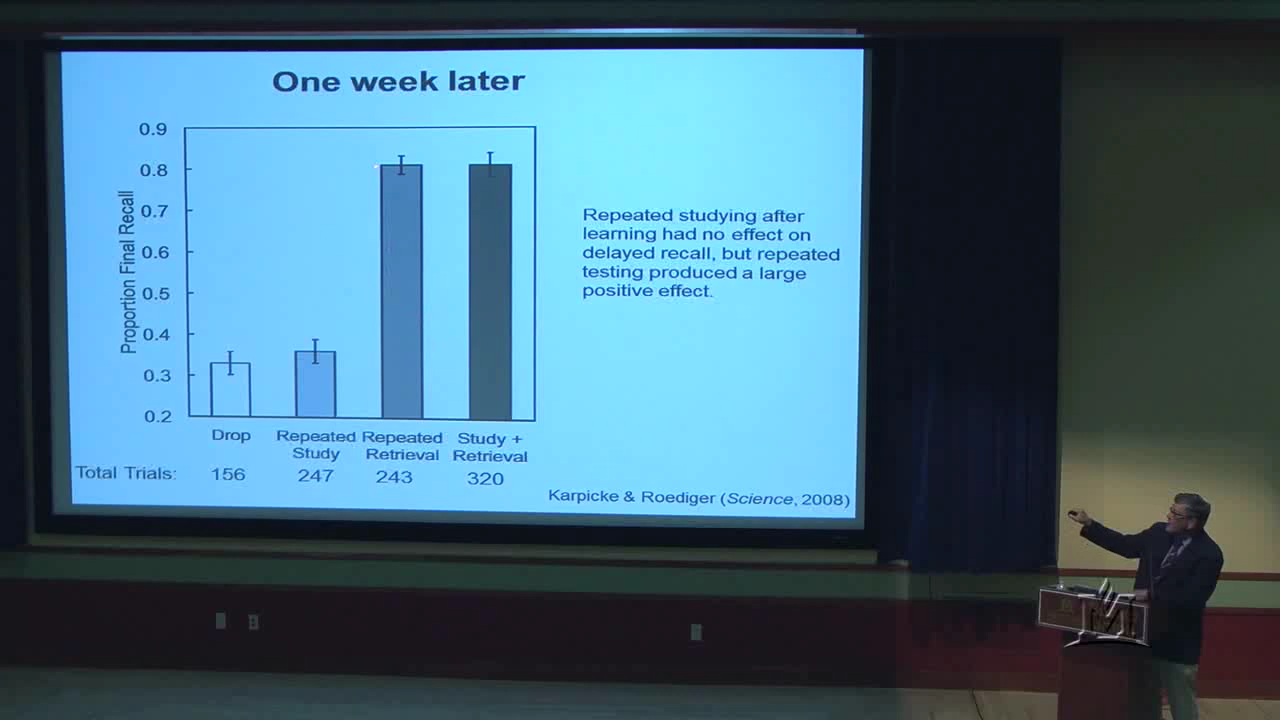 One week later
0.9
0.8
0.7
0.6
0.5
0.4
0.3
0.2
Proportion Final Recall
Drop
Repeated Study
Repeated Retrieval
Study + Retrieval
Total Trials: 156 247 243 320
Repeated studying after
learning had no effect on
delayed recall, but repeated
testing produced a large
positive effect.
Karpicke & Roediger (Science, 2008)